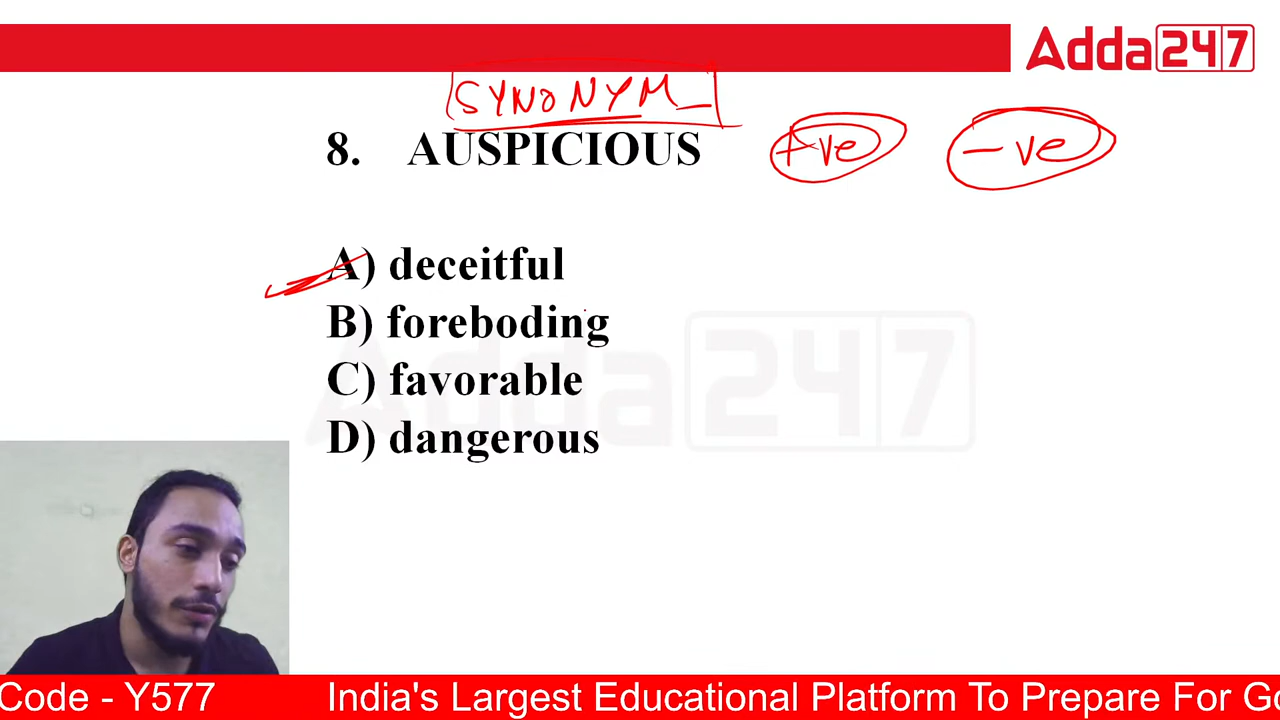 Adda247
SYNONYM
8. AUSPICIOUS +ve -ve
A) deceitful
B) foreboding
C) favorable
D) dangerous
Adda247
Code - Y577 India's Largest Educational Platform To Prepare For Go